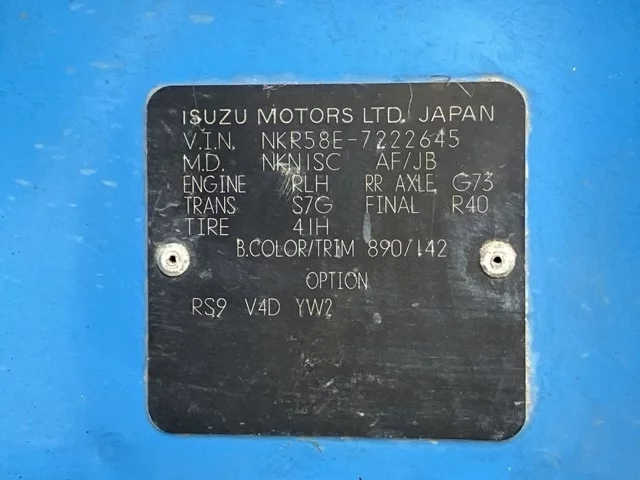 ISUZU MOTORS LTD. JAPAN
V.I.N. NKR58E-7222645
M.D. NKN1SC AF/JB
ENGINE RLH RR AXLE G73
TRANS S7G FINAL R40
TIRE 41H
B.COLOR/TRIM 890/142
OPTION
RS9 V4D YW2